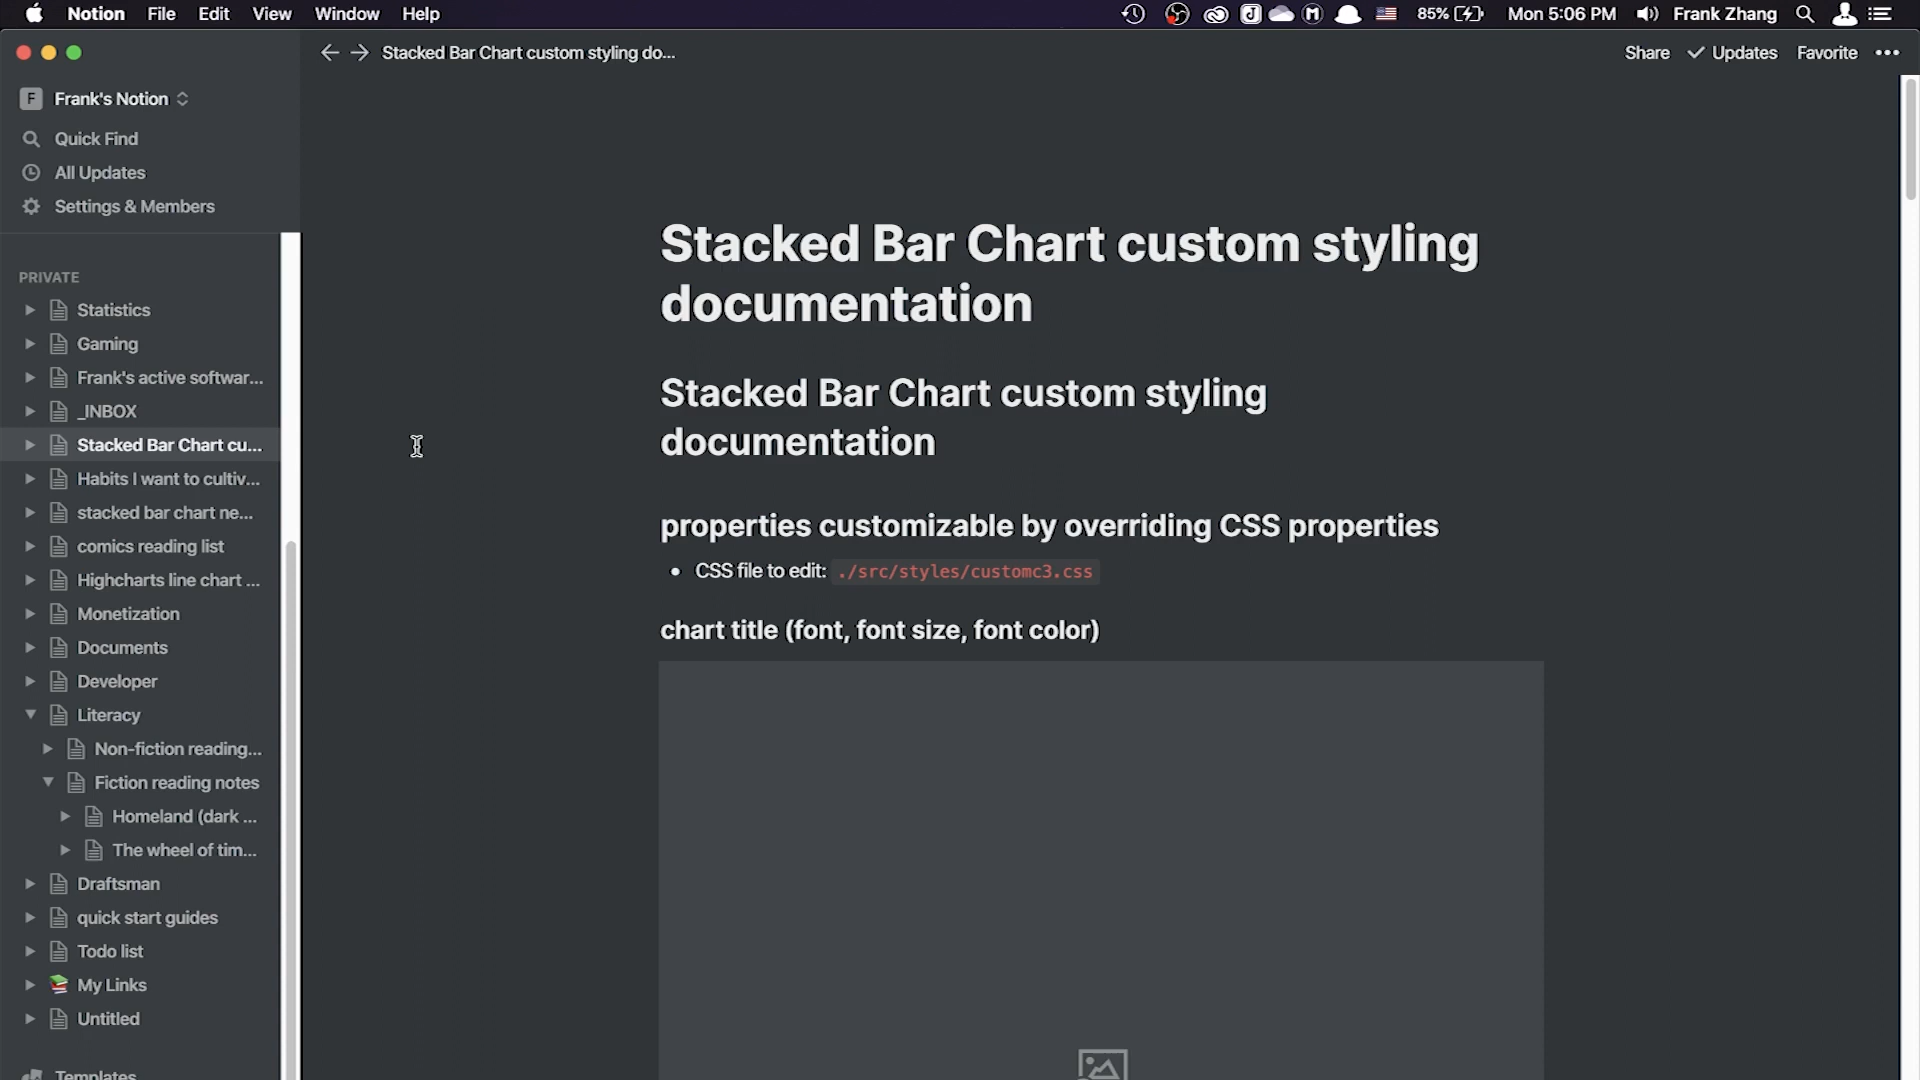 Notion File Edit View Window Help 85% Mon 5:06 PM Frank Zhang
Stacked Bar Chart custom styling do... Share Updates Favorite •••
F Frank's Notion
Quick Find
All Updates
Settings & Members
PRIVATE
Statistics
Gaming
Frank's active softwar...
_INBOX
Stacked Bar Chart cu...
Habits I want to cultiv...
stacked bar chart ne...
comics reading list
Highcharts line chart ...
Monetization
Documents
Developer
Literacy
Non-fiction reading...
Fiction reading notes
Homeland (dark ...
The wheel of tim...
Draftsman
quick start guides
Todo list
My Links
Untitled
Templates
Stacked Bar Chart custom styling
documentation
Stacked Bar Chart custom styling
documentation
properties customizable by overriding CSS properties
• CSS file to edit: ./src/styles/customc3.css
chart title (font, font size, font color)